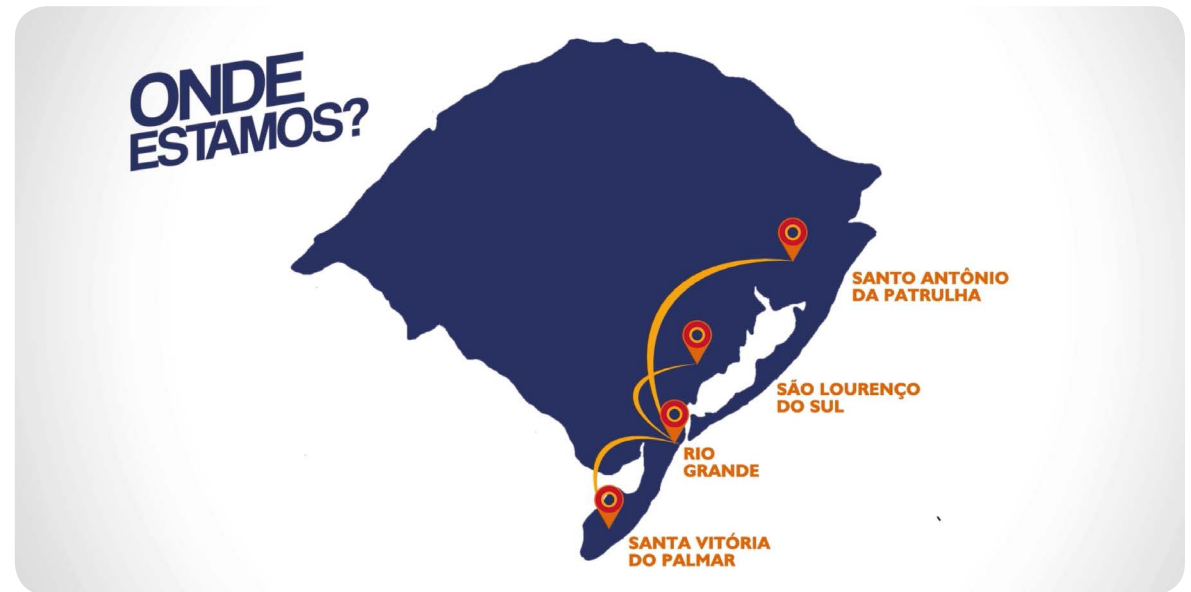 ONDE
ESTAMOS?
SANTO ANTÔNIO
DA PATRULHA
SÃO LOURENÇO
DO SUL
RIO
GRANDE
SANTA VITÓRIA
DO PALMAR